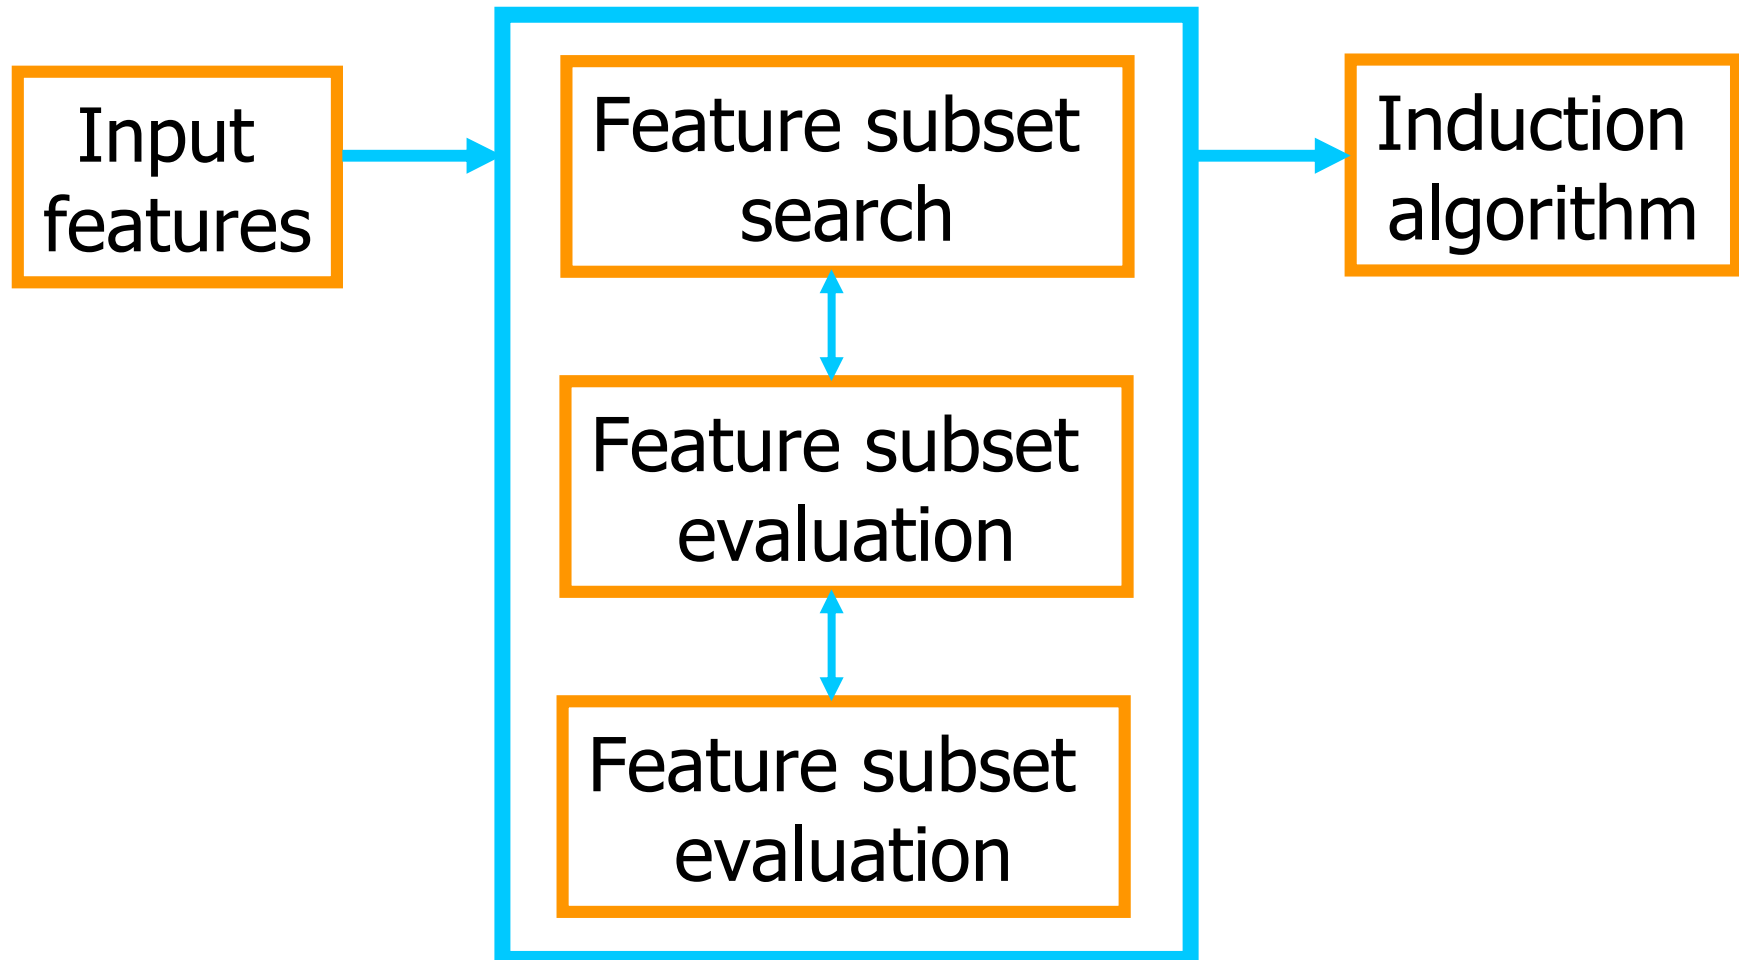 Input
features
Feature subset
search
Feature subset
evaluation
Feature subset
evaluation
Induction
algorithm